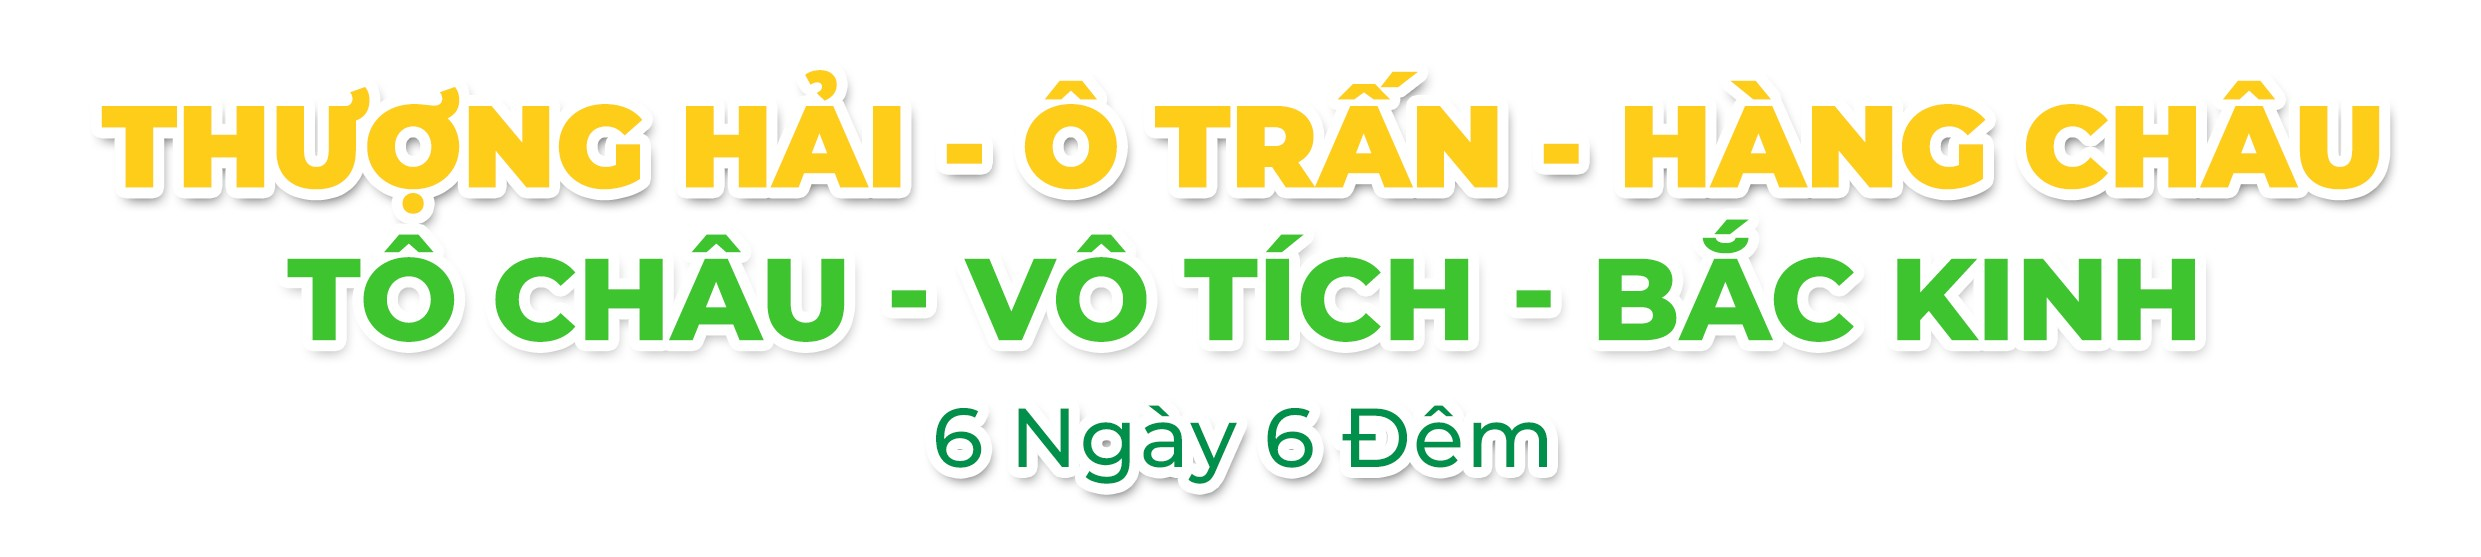 THƯỢNG HẢI - Ô TRẤN - HÀNG CHÂU
TÔ CHÂU - VÔ TÍCH - BẮC KINH
6 Ngày 6 Đêm